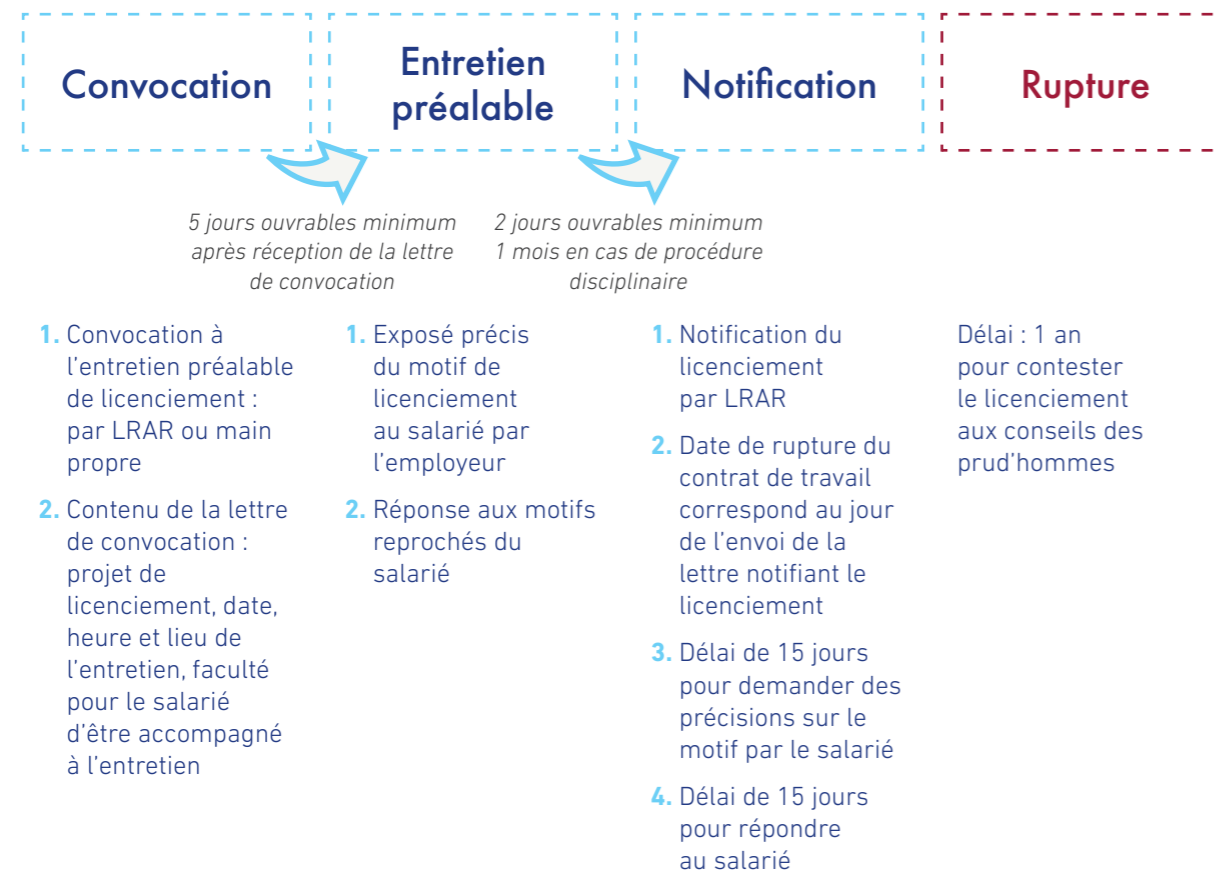 Convocation
Entretien
préalable
Notification
Rupture
5 jours ouvrables minimum
après réception de la lettre
de convocation
2 jours ouvrables minimum
1 mois en cas de procédure
disciplinaire
1. Convocation à
l’entretien préalable
de licenciement :
par LRAR ou main
propre
2. Contenu de la lettre
de convocation :
projet de
licenciement, date,
heure et lieu de
l’entretien, faculté
pour le salarié
d’être accompagné
à l’entretien
1. Exposé précis
du motif de
licenciement
au salarié par
l’employeur
2. Réponse aux motifs
reprochés du
salarié
1. Notification du
licenciement
par LRAR
2. Date de rupture du
contrat de travail
correspond au jour
de l’envoi de la
lettre notifiant le
licenciement
3. Délai de 15 jours
pour demander des
précisions sur le
motif par le salarié
4. Délai de 15 jours
pour répondre
au salarié
Délai : 1 an
pour contester
le licenciement
aux conseils des
prud’hommes